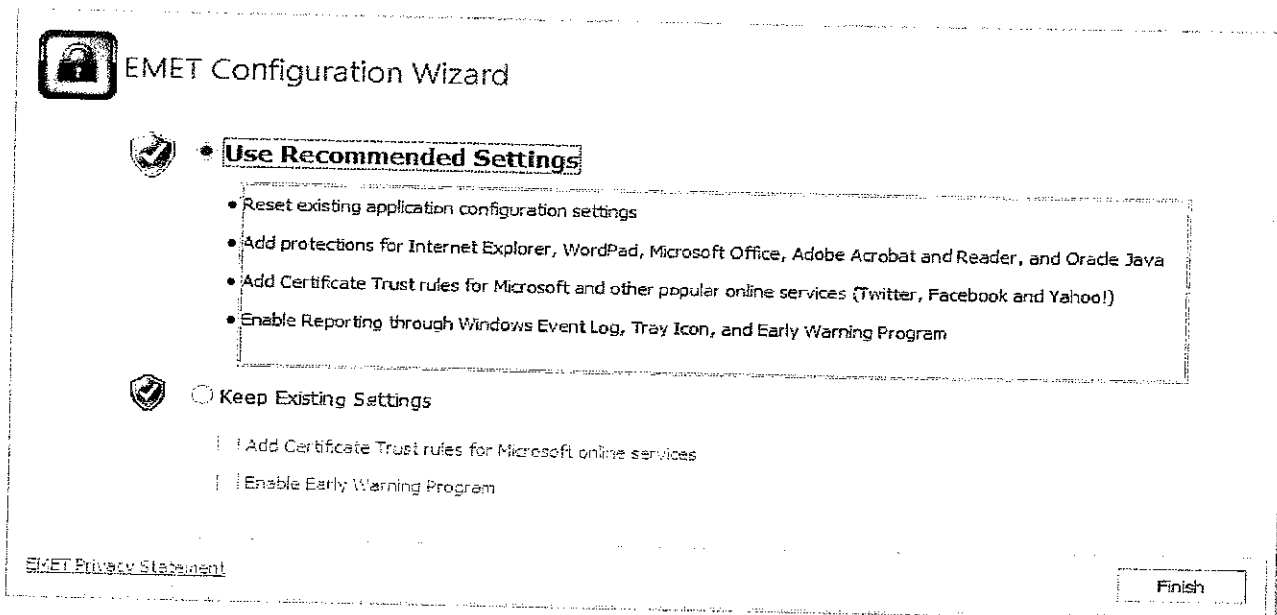 EMET Configuration Wizard
Use Recommended Settings
Reset existing application configuration settings
Add protections for Internet Explorer, WordPad, Microsoft Office, Adobe Acrobat and Reader, and Oracle Java
Add Certificate Trust rules for Microsoft and other popular online services (Twitter, Facebook and Yahoo!)
Enable Reporting through Windows Event Log, Tray Icon, and Early Warning Program
Keep Existing Settings
Add Certificate Trust rules for Microsoft online services
Enable Early Warning Program
EMET Privacy Statement
Finish